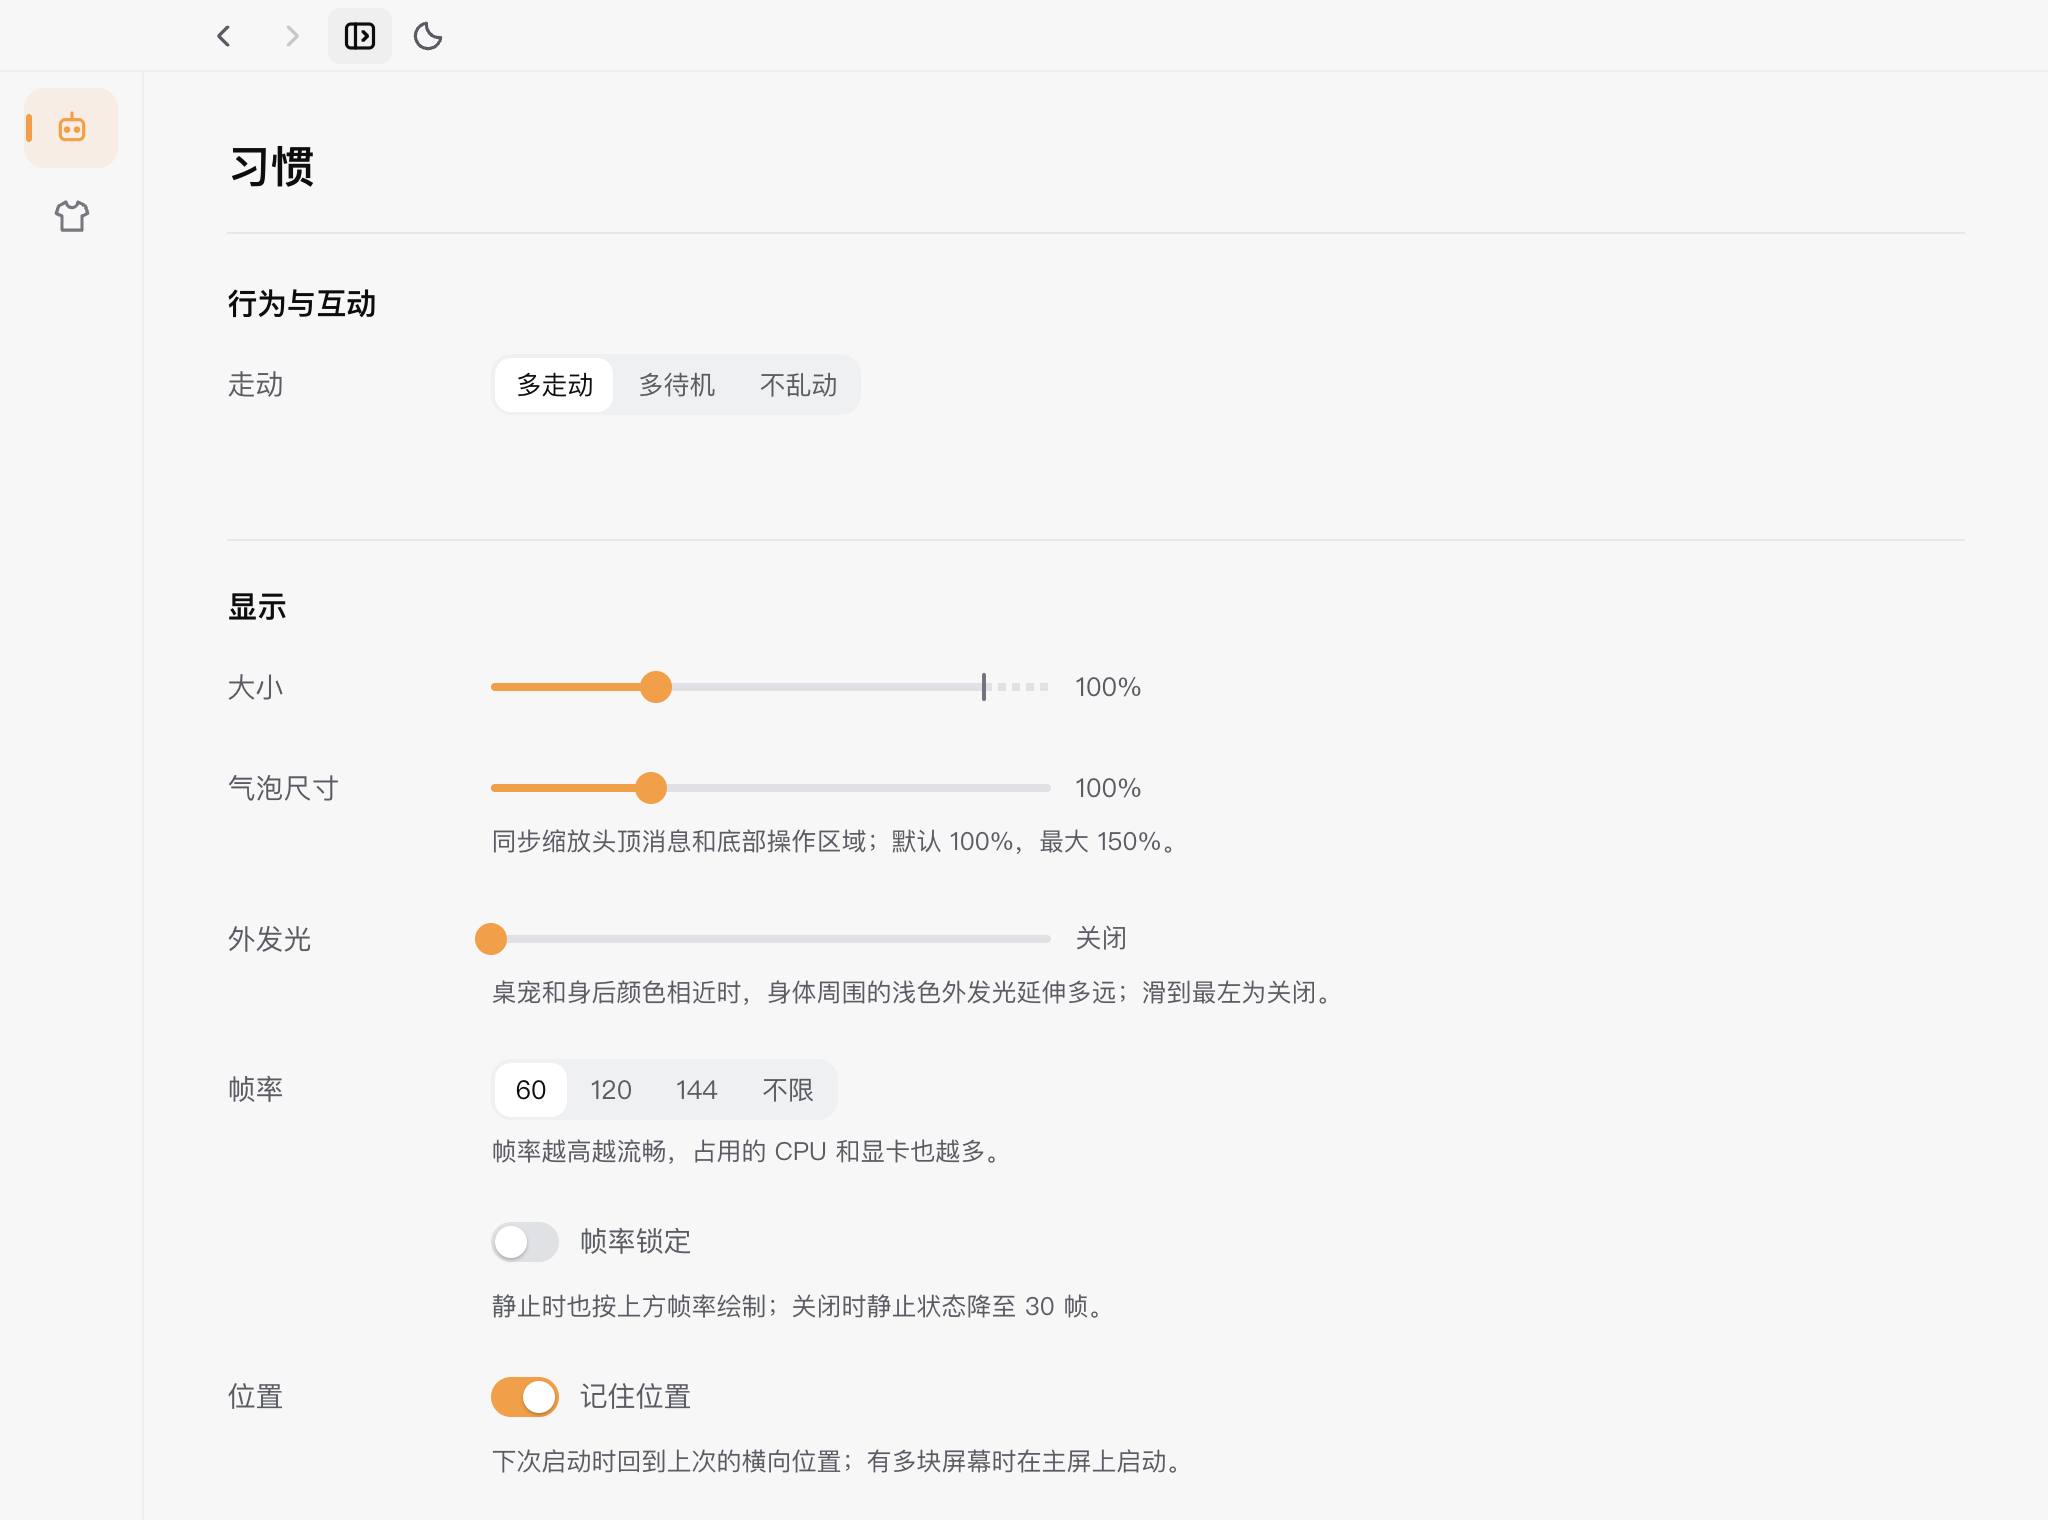 习惯
行为与互动
走动 多走动 多待机 不乱动
显示
大小 100%
气泡尺寸 100%
同步缩放头顶消息和底部操作区域；默认 100%，最大 150%。
外发光 关闭
桌宠和身后颜色相近时，身体周围的浅色外发光延伸多远；滑到最左为关闭。
帧率 60 120 144 不限
帧率越高越流畅，占用的 CPU 和显卡也越多。
帧率锁定
静止时也按上方帧率绘制；关闭时静止状态降至 30 帧。
位置 记住位置
下次启动时回到上次的横向位置；有多块屏幕时在主屏上启动。